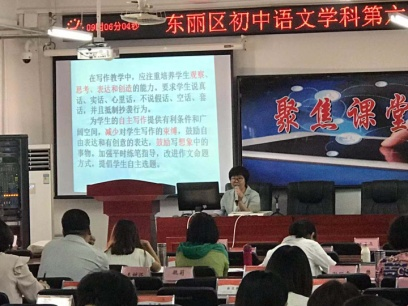 09时06分04秒
东丽区初中语文学科第六
在写作教学中，应注重培养学生观察、
思考、表达和创造的能力。要求学生说真
话、实话、心里话，不说假话、空话、套
话，并且抵制抄袭行为。
为学生的自主写作提供有利条件和广
阔空间，减少对学生写作的束缚，鼓励自
由表达和有创意的表达，鼓励写想象中的
事物。加强平时练笔指导，改进作文命题
方式，提倡学生自主选题。
聚焦课堂